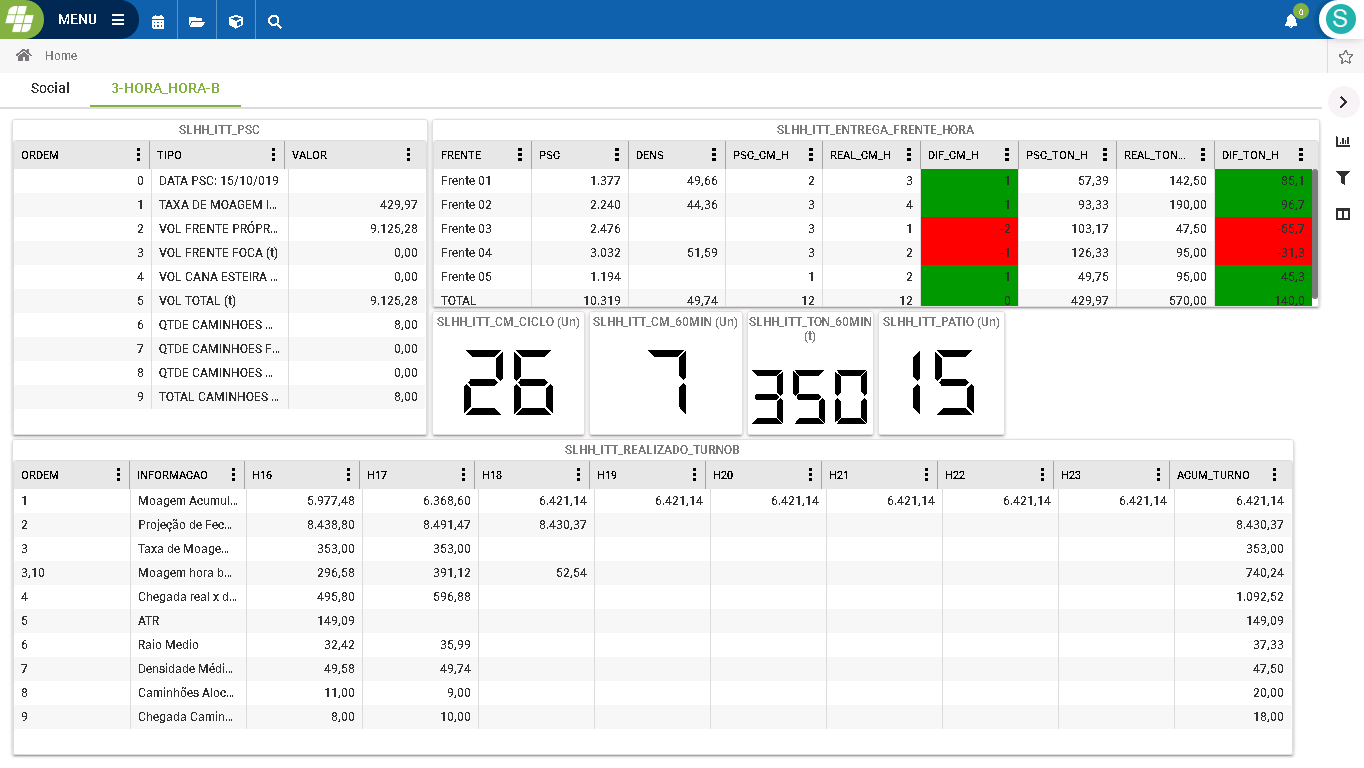 MENU
0
S
Home
Social 3-HORA_HORA-B
SLHH_ITT_PSC
ORDEM TIPO VALOR
0 DATA PSC: 15/10/019
1 TAXA DE MOAGEM I... 429,97
2 VOL FRENTE PRÓPR... 9.125,28
3 VOL FRENTE FOCA (t) 0,00
4 VOL CANA ESTEIRA ... 0,00
5 VOL TOTAL (t) 9.125,28
6 QTDE CAMINHOES ... 8,00
7 QTDE CAMINHOES F... 0,00
8 QTDE CAMINHOES ... 0,00
9 TOTAL CAMINHOES ... 8,00
SLHH_ITT_ENTREGA_FRENTE_HORA
FRENTE PSC DENS PSC_CM_H REAL_CM_H DIF_CM_H PSC_TON_H REAL_TON... DIF_TON_H
Frente 01 1.377 49,66 2 3 1 57,39 142,50 85,1
Frente 02 2.240 44,36 3 4 1 93,33 190,00 96,7
Frente 03 2.476 3 1 -2 103,17 47,50 -55,7
Frente 04 3.032 51,59 3 2 -1 126,33 95,00 -31,3
Frente 05 1.194 1 2 1 49,75 95,00 45,3
TOTAL 10.319 49,74 12 12 0 429,97 570,00 140,0
SLHH_ITT_CM_CICLO (Un)
26
SLHH_ITT_CM_60MIN (Un)
7
SLHH_ITT_TON_60MIN
(t)
350
SLHH_ITT_PATIO (Un)
15
SLHH_ITT_REALIZADO_TURNOB
ORDEM INFORMACAO H16 H17 H18 H19 H20 H21 H22 H23 AGUM_TURNO
1 Moagem Acumul... 5.977,48 6.368,60 6.421,14 6.421,14 6.421,14 6.421,14 6.421,14 6.421,14 6.421,14
2 Projeção de Fec... 8.438,80 8.491,47 8.430,37 8.430,37
3 Taxa de Moage... 353,00 353,00 353,00
3,10 Moagem hora b... 296,58 391,12 52,54 740,24
4 Chegada real x d... 495,80 596,88 1.092,52
5 ATR 149,09 149,09
6 Raio Medio 32,42 35,99 37,33
7 Densidade Médi... 49,58 49,74 47,50
8 Caminhões Aloc... 11,00 9,00 20,00
9 Chegada Camin... 8,00 10,00 18,00